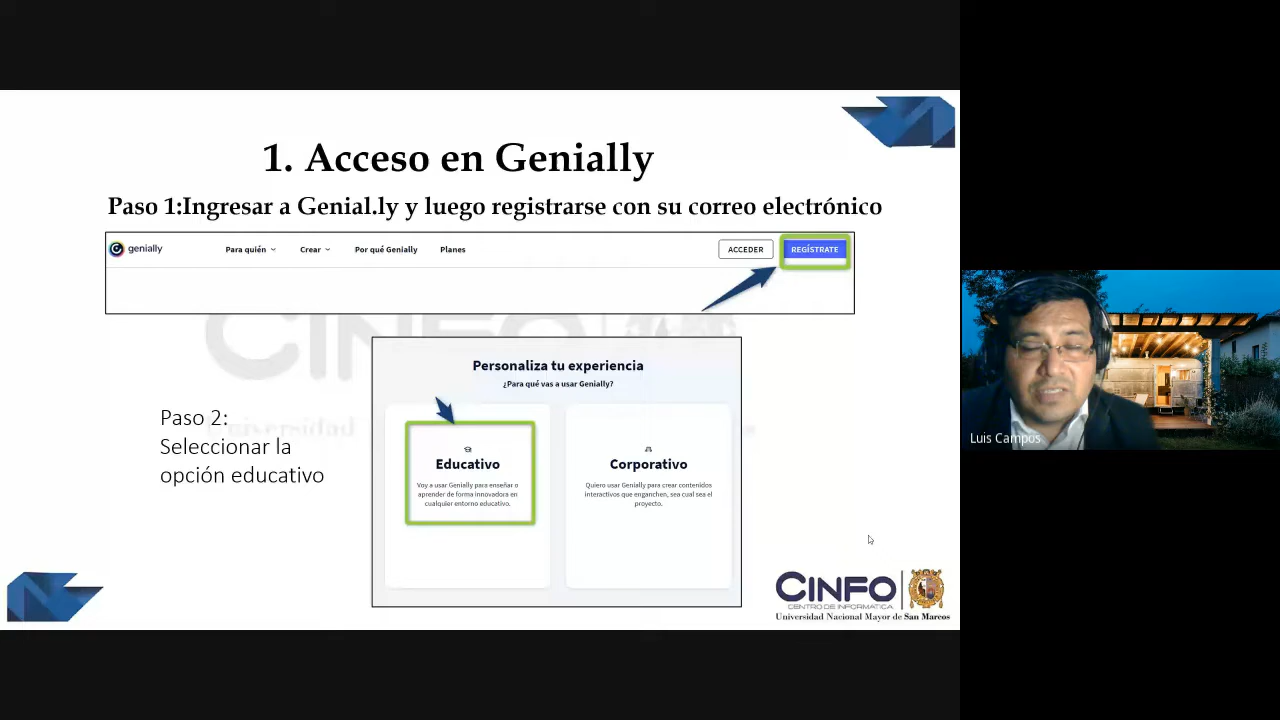 1. Acceso en Genially
Paso 1:Ingresar a Genial.ly y luego registrarse con su correo electrónico
genially
Para quién
Crear
Por qué Genially
Planes
ACCEDER
REGÍSTRATE
CINFO
Universidad
Personaliza tu experiencia
¿Para qué vas a usar Genially?
Paso 2:
Seleccionar la
opción educativo
Educativo
Voy a usar Genially para enseñar o
aprender de forma innovadora en
cualquier entorno educativo.
Corporativo
Quiero usar Genially para crear contenidos
interactivos que enganchen, sea cual sea el
proyecto.
Luis Campos
CINFO
CENTRO DE INFORMATICA
Universidad Nacional Mayor de San Marcos